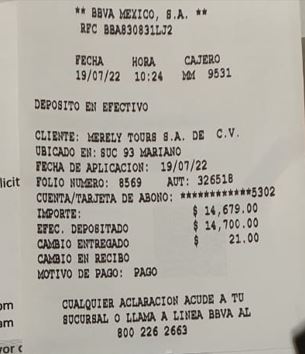 ** BBVA MEXICO, S.A. **
RFC BBA830831LJ2
FECHA HORA CAJERO
19/07/22 10:24 MM 9531
DEPOSITO EN EFECTIVO
CLIENTE: MERELY TOURS S.A. DE C.V.
UBICADO EN: SUC 93 MARIANO
FECHA DE APLICACION: 19/07/22
FOLIO NUMERO: 8569 AUT: 326518
CUENTA/TARJETA DE ABONO: ************5302
IMPORTE: $ 14,679.00
EFEC. DEPOSITADO $ 14,700.00
CAMBIO ENTREGADO $ 21.00
CAMBIO EN RECIBO
MOTIVO DE PAGO: PAGO
CUALQUIER ACLARACION ACUDE A TU
SUCURSAL O LLAMA A LINEA BBVA AL
800 226 2663
licit
om
am